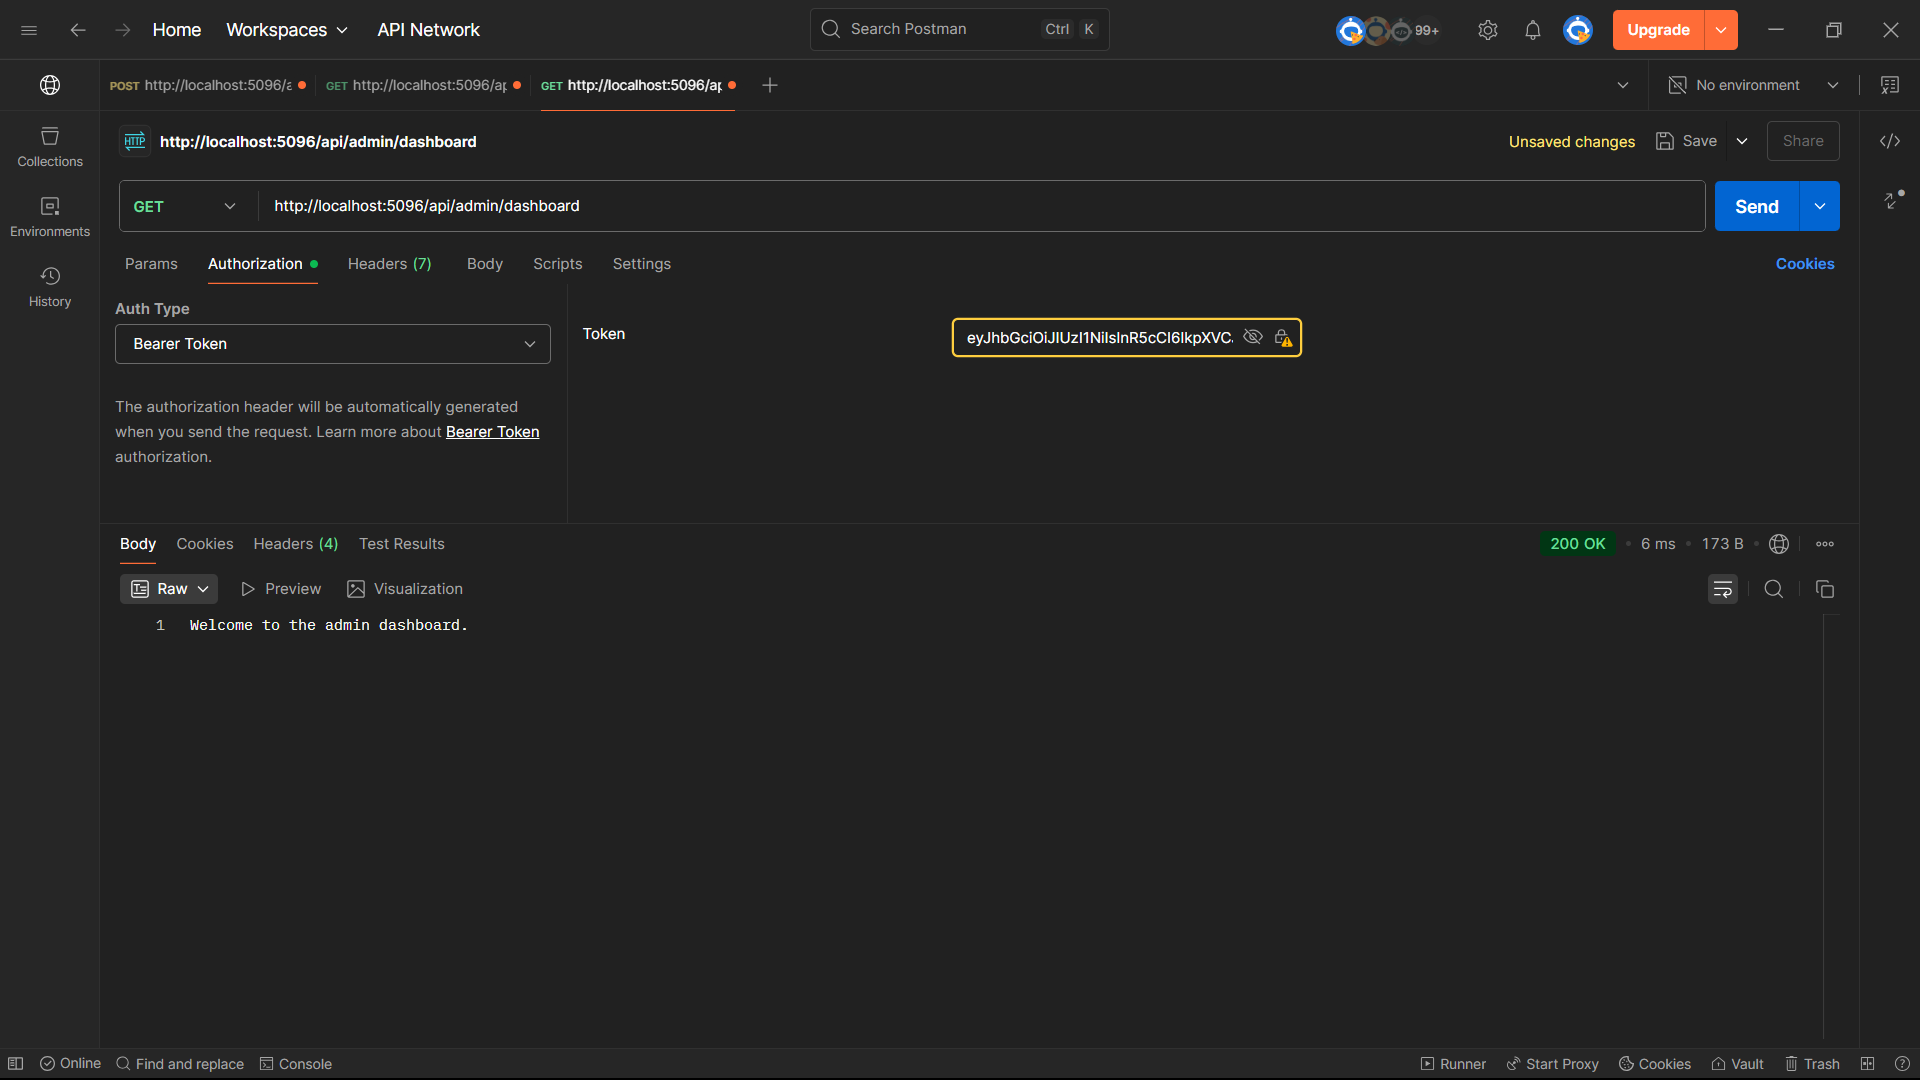 Home Workspaces API Network Search Postman Ctrl K 99+ Upgrade
POST http://localhost:5096/a GET http://localhost:5096/ap GET http://localhost:5096/ap No environment
HTTP http://localhost:5096/api/admin/dashboard Unsaved changes Save Share
Collections
GET http://localhost:5096/api/admin/dashboard Send
Environments
Params Authorization Headers (7) Body Scripts Settings Cookies
History
Auth Type
Bearer Token
Token eyJhbGciOiJIUzI1NiIsInR5cCI6IkpXVC.
The authorization header will be automatically generated
when you send the request. Learn more about Bearer Token
authorization.
Body Cookies Headers (4) Test Results 200 OK 6 ms 173 B
Raw Preview Visualization
1 Welcome to the admin dashboard.
Online Find and replace Console Runner Start Proxy Cookies Vault Trash